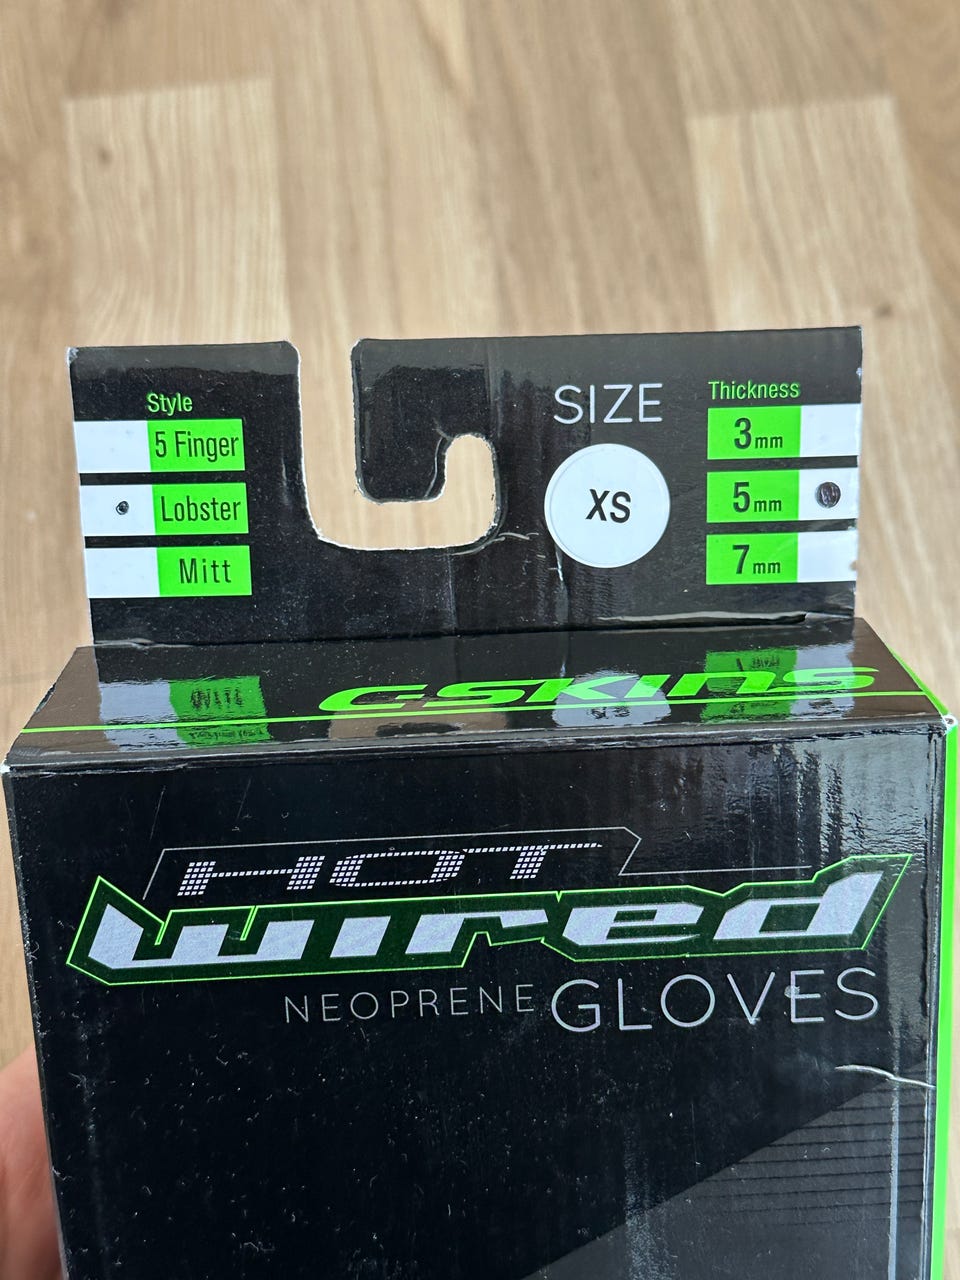 Style
5 Finger
Lobster
Mitt
SIZE
XS
Thickness
3mm
5mm
7mm
C-SKINS
HOT
wired
NEOPRENE GLOVES